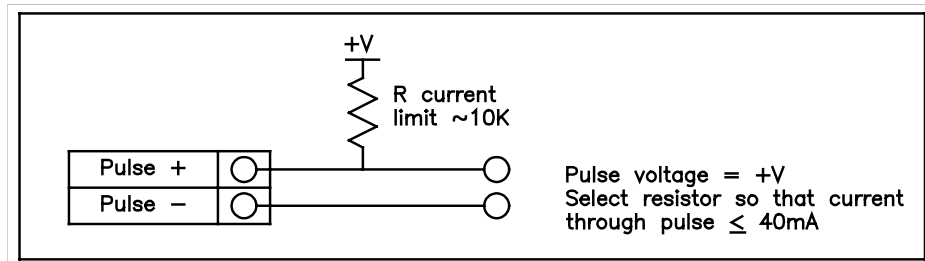 +V
R current
limit ~10K
Pulse +
Pulse −
Pulse voltage = +V
Select resistor so that current
through pulse ≤ 40mA